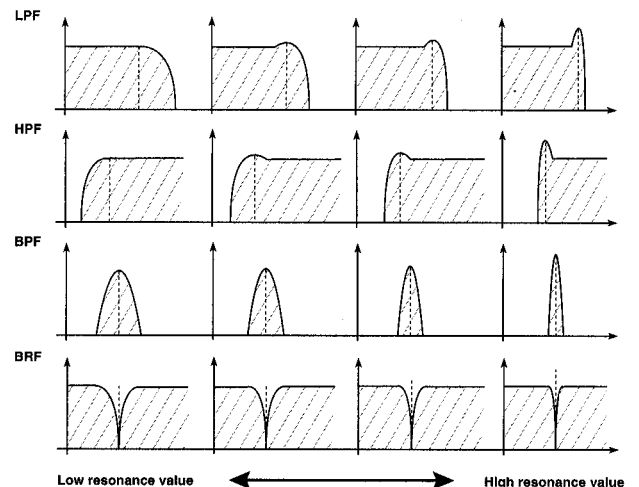 LPF
HPF
BPF
BRF
Low resonance value High resonance value